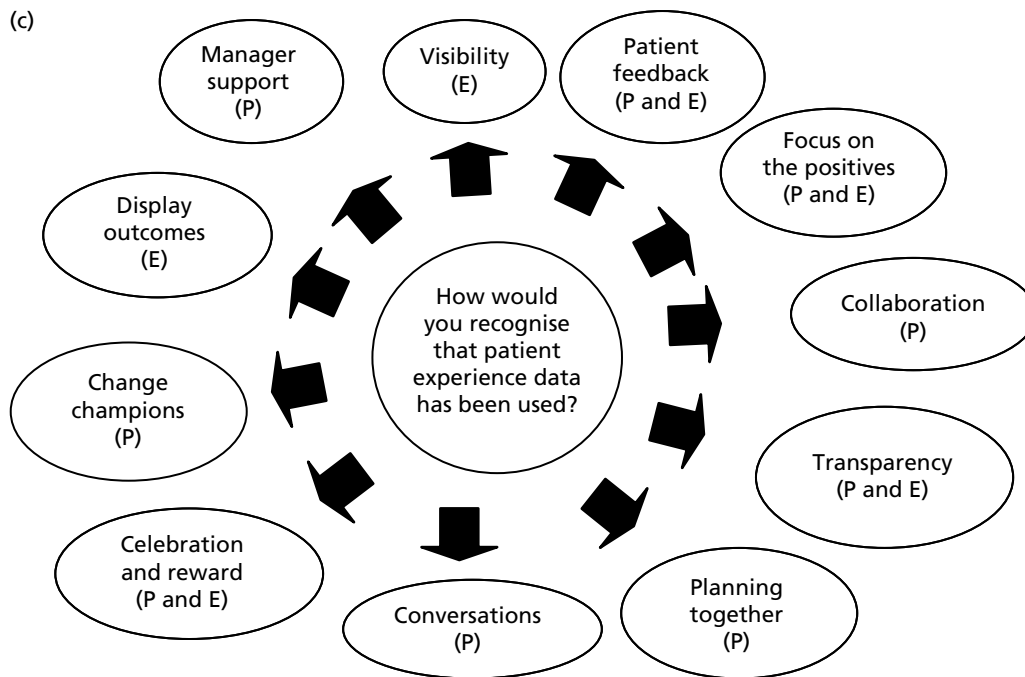 (c)
Manager
support
(P)
Visibility
(E)
Patient
feedback
(P and E)
Focus on
the positives
(P and E)
Collaboration
(P)
Transparency
(P and E)
Planning
together
(P)
Conversations
(P)
Celebration
and reward
(P and E)
Change
champions
(P)
Display
outcomes
(E)
How would
you recognise
that patient
experience data
has been used?